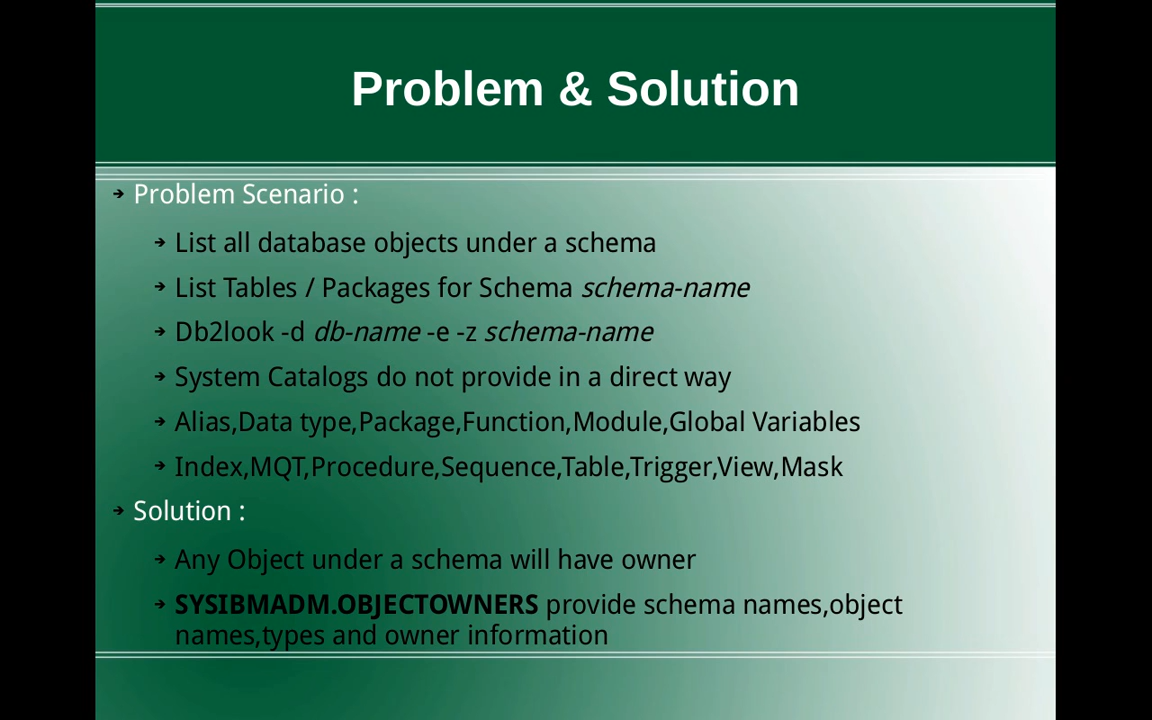 Problem & Solution
Problem Scenario :
List all database objects under a schema
List Tables / Packages for Schema schema-name
Db2look -d db-name -e -z schema-name
System Catalogs do not provide in a direct way
Alias,Data type,Package,Function,Module,Global Variables
Index,MQT,Procedure,Sequence,Table,Trigger,View,Mask
Solution :
Any Object under a schema will have owner
SYSIBMADM.OBJECTOWNERS provide schema names,object
names,types and owner information